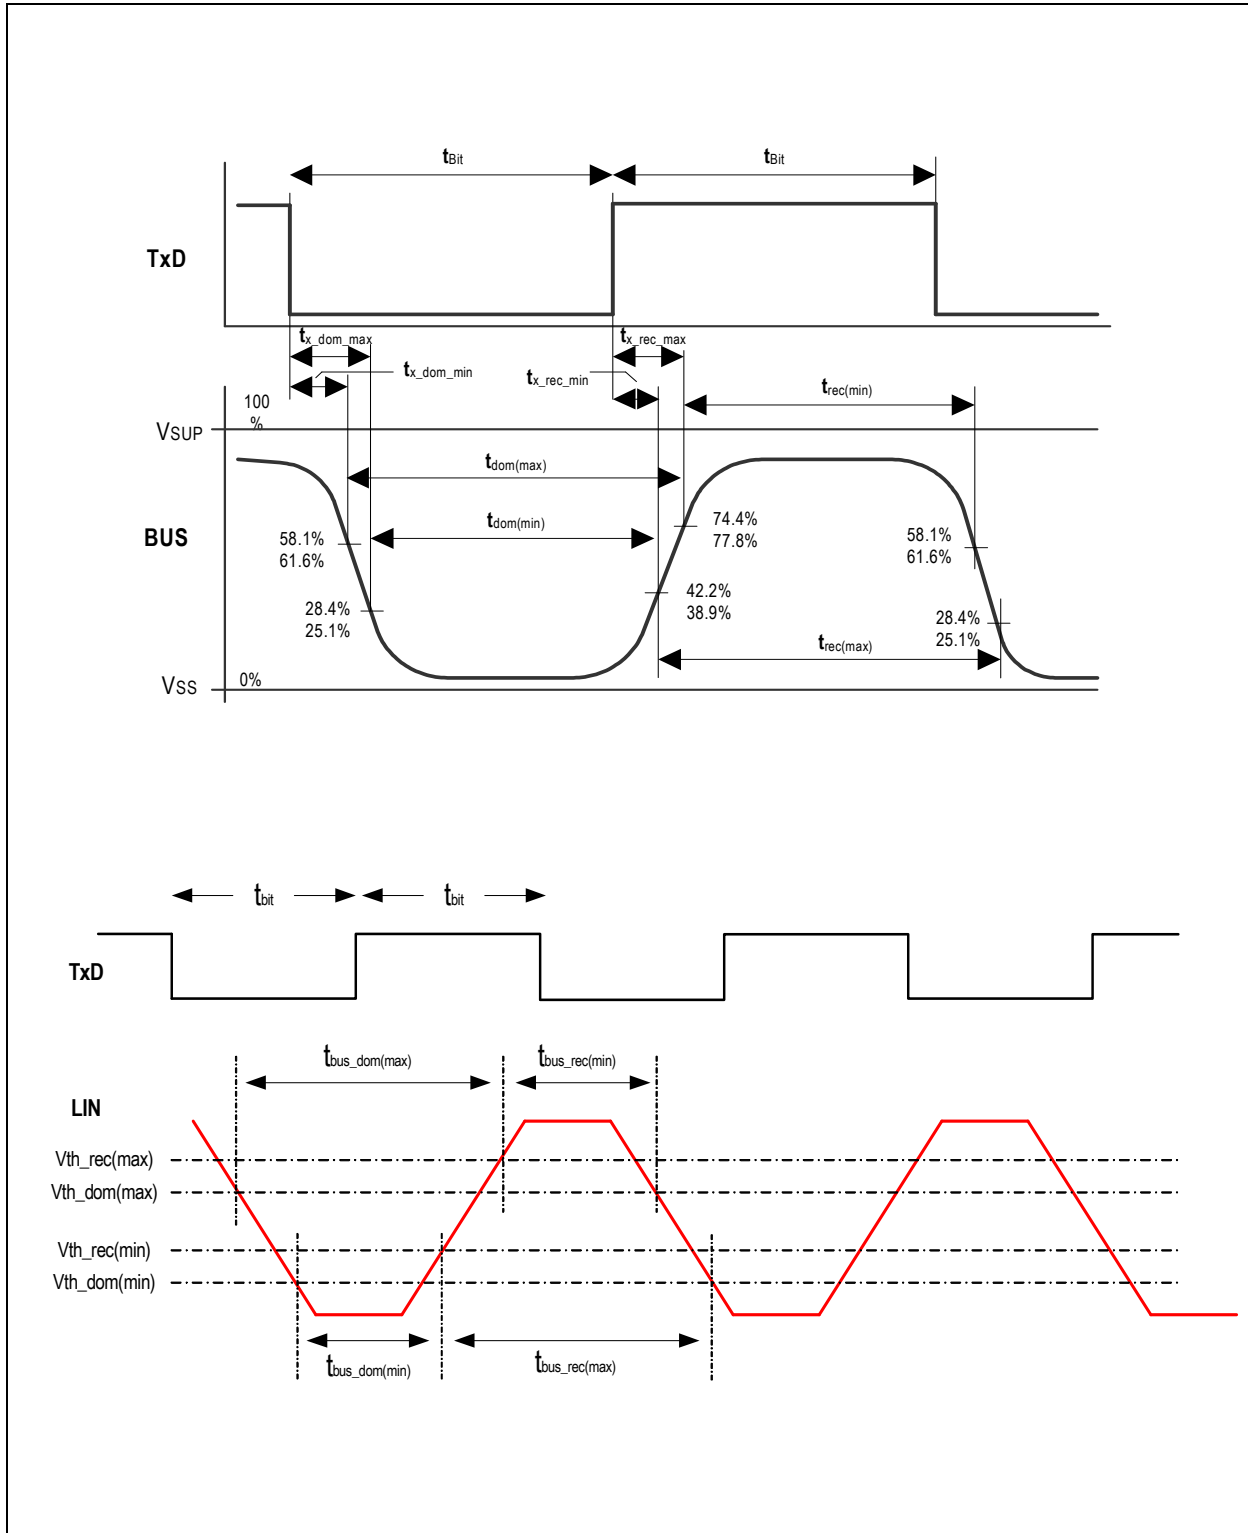 tBit tBit
TxD
tx_dom_max tx_rec_max
tx_dom_min tx_rec_min trec(min)
100
%
VSUP
tdom(max)
tdom(min)
BUS
74.4%
77.8%
58.1%
61.6%
58.1%
61.6%
42.2%
38.9%
28.4%
25.1%
28.4%
25.1%
trec(max)
VSS 0%
tbit tbit
TxD
tbus_dom(max) tbus_rec(min)
LIN
Vth_rec(max)
Vth_dom(max)
Vth_rec(min)
Vth_dom(min)
tbus_dom(min) tbus_rec(max)